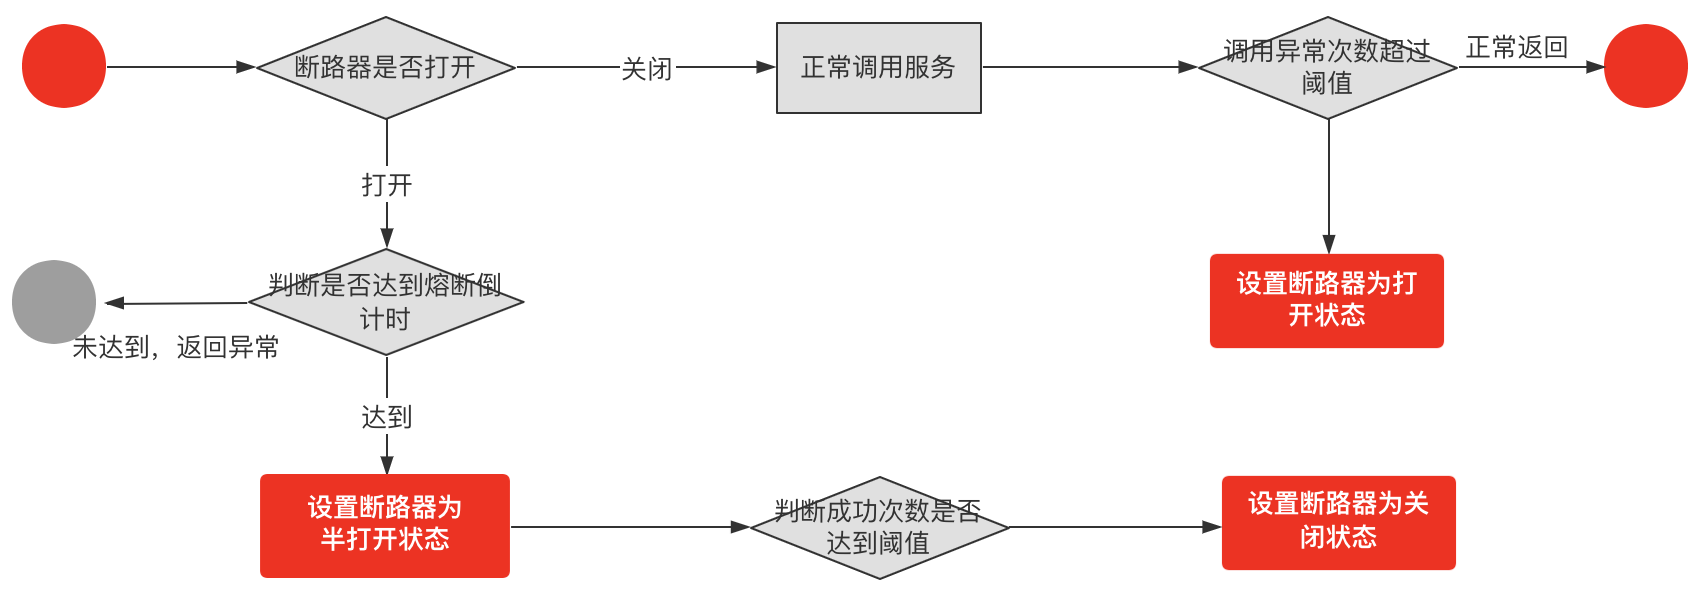 断路器是否打开
关闭
正常调用服务
调用异常次数超过
阈值
正常返回
打开
判断是否达到熔断倒
计时
未达到，返回异常
设置断路器为打
开状态
达到
设置断路器为
半打开状态
判断成功次数是否
达到阈值
设置断路器为关
闭状态